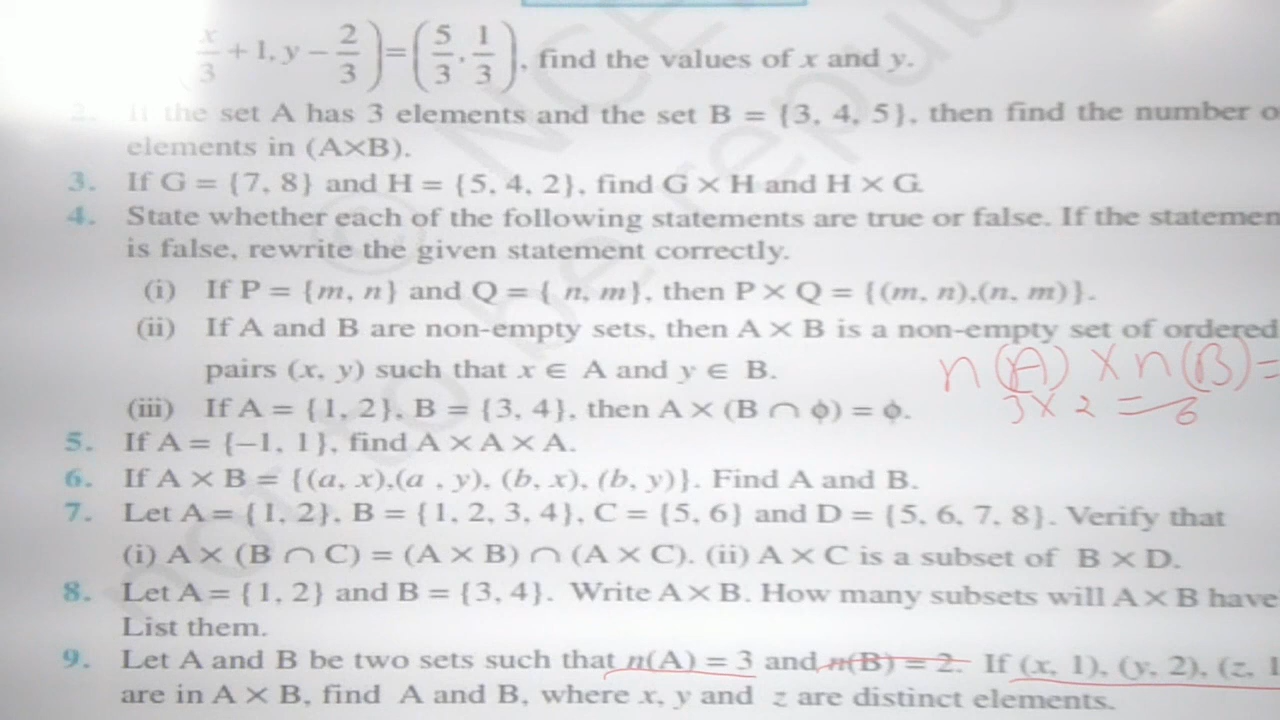 x/3 + 1, y − 2/3) = (5/3, 1/3), find the values of x and y.
2. If the set A has 3 elements and the set B = {3, 4, 5}, then find the number o
elements in (A×B).
3. If G = {7, 8} and H = {5, 4, 2}, find G × H and H × G.
4. State whether each of the following statements are true or false. If the statemen
is false, rewrite the given statement correctly.
(i) If P = {m, n} and Q = { n, m}, then P × Q = {(m, n),(n, m)}.
(ii) If A and B are non-empty sets, then A × B is a non-empty set of ordered
pairs (x, y) such that x ∈ A and y ∈ B.
n(A) × n(B) =
(iii) If A = {1, 2}, B = {3, 4}, then A × (B ∩ ϕ) = ϕ.
3 × 2 = 6
5. If A = {−1, 1}, find A × A × A.
6. If A × B = {(a, x),(a , y), (b, x), (b, y)}. Find A and B.
7. Let A = {1, 2}, B = {1, 2, 3, 4}, C = {5, 6} and D = {5, 6, 7, 8}. Verify that
(i) A × (B ∩ C) = (A × B) ∩ (A × C). (ii) A × C is a subset of B × D.
8. Let A = {1, 2} and B = {3, 4}. Write A × B. How many subsets will A × B have
List them.
9. Let A and B be two sets such that n(A) = 3 and n(B) = 2. If (x, 1), (y, 2), (z, 1
are in A × B, find A and B, where x, y and z are distinct elements.